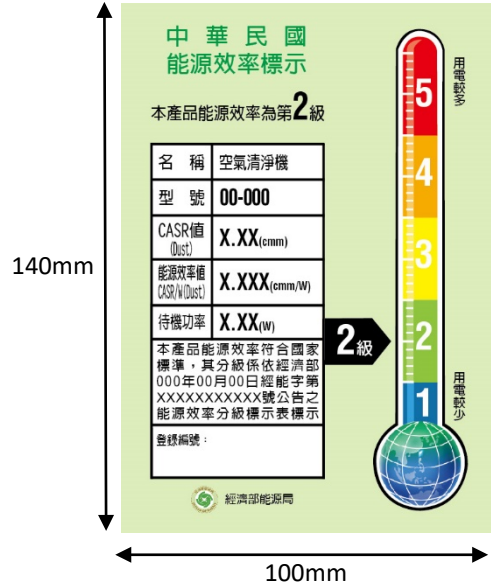 中華民國
能源效率標示
本產品能源效率為第2級
名 稱 空氣清淨機
型 號 00-000
CASR值
(Dust)
X.XX(cmm)
能源效率值
CASR/W(Dust)
X.XXX(cmm/W)
待機功率 X.XX(W)
本產品能源效率符合國家
標準，其分級係依經濟部
000年00月00日經能字第
XXXXXXXXXXX號公告之
能源效率分級標示表標示
登錄編號：
經濟部能源局
用電較多
5
4
3
2
1
2級
用電較少
140mm
100mm